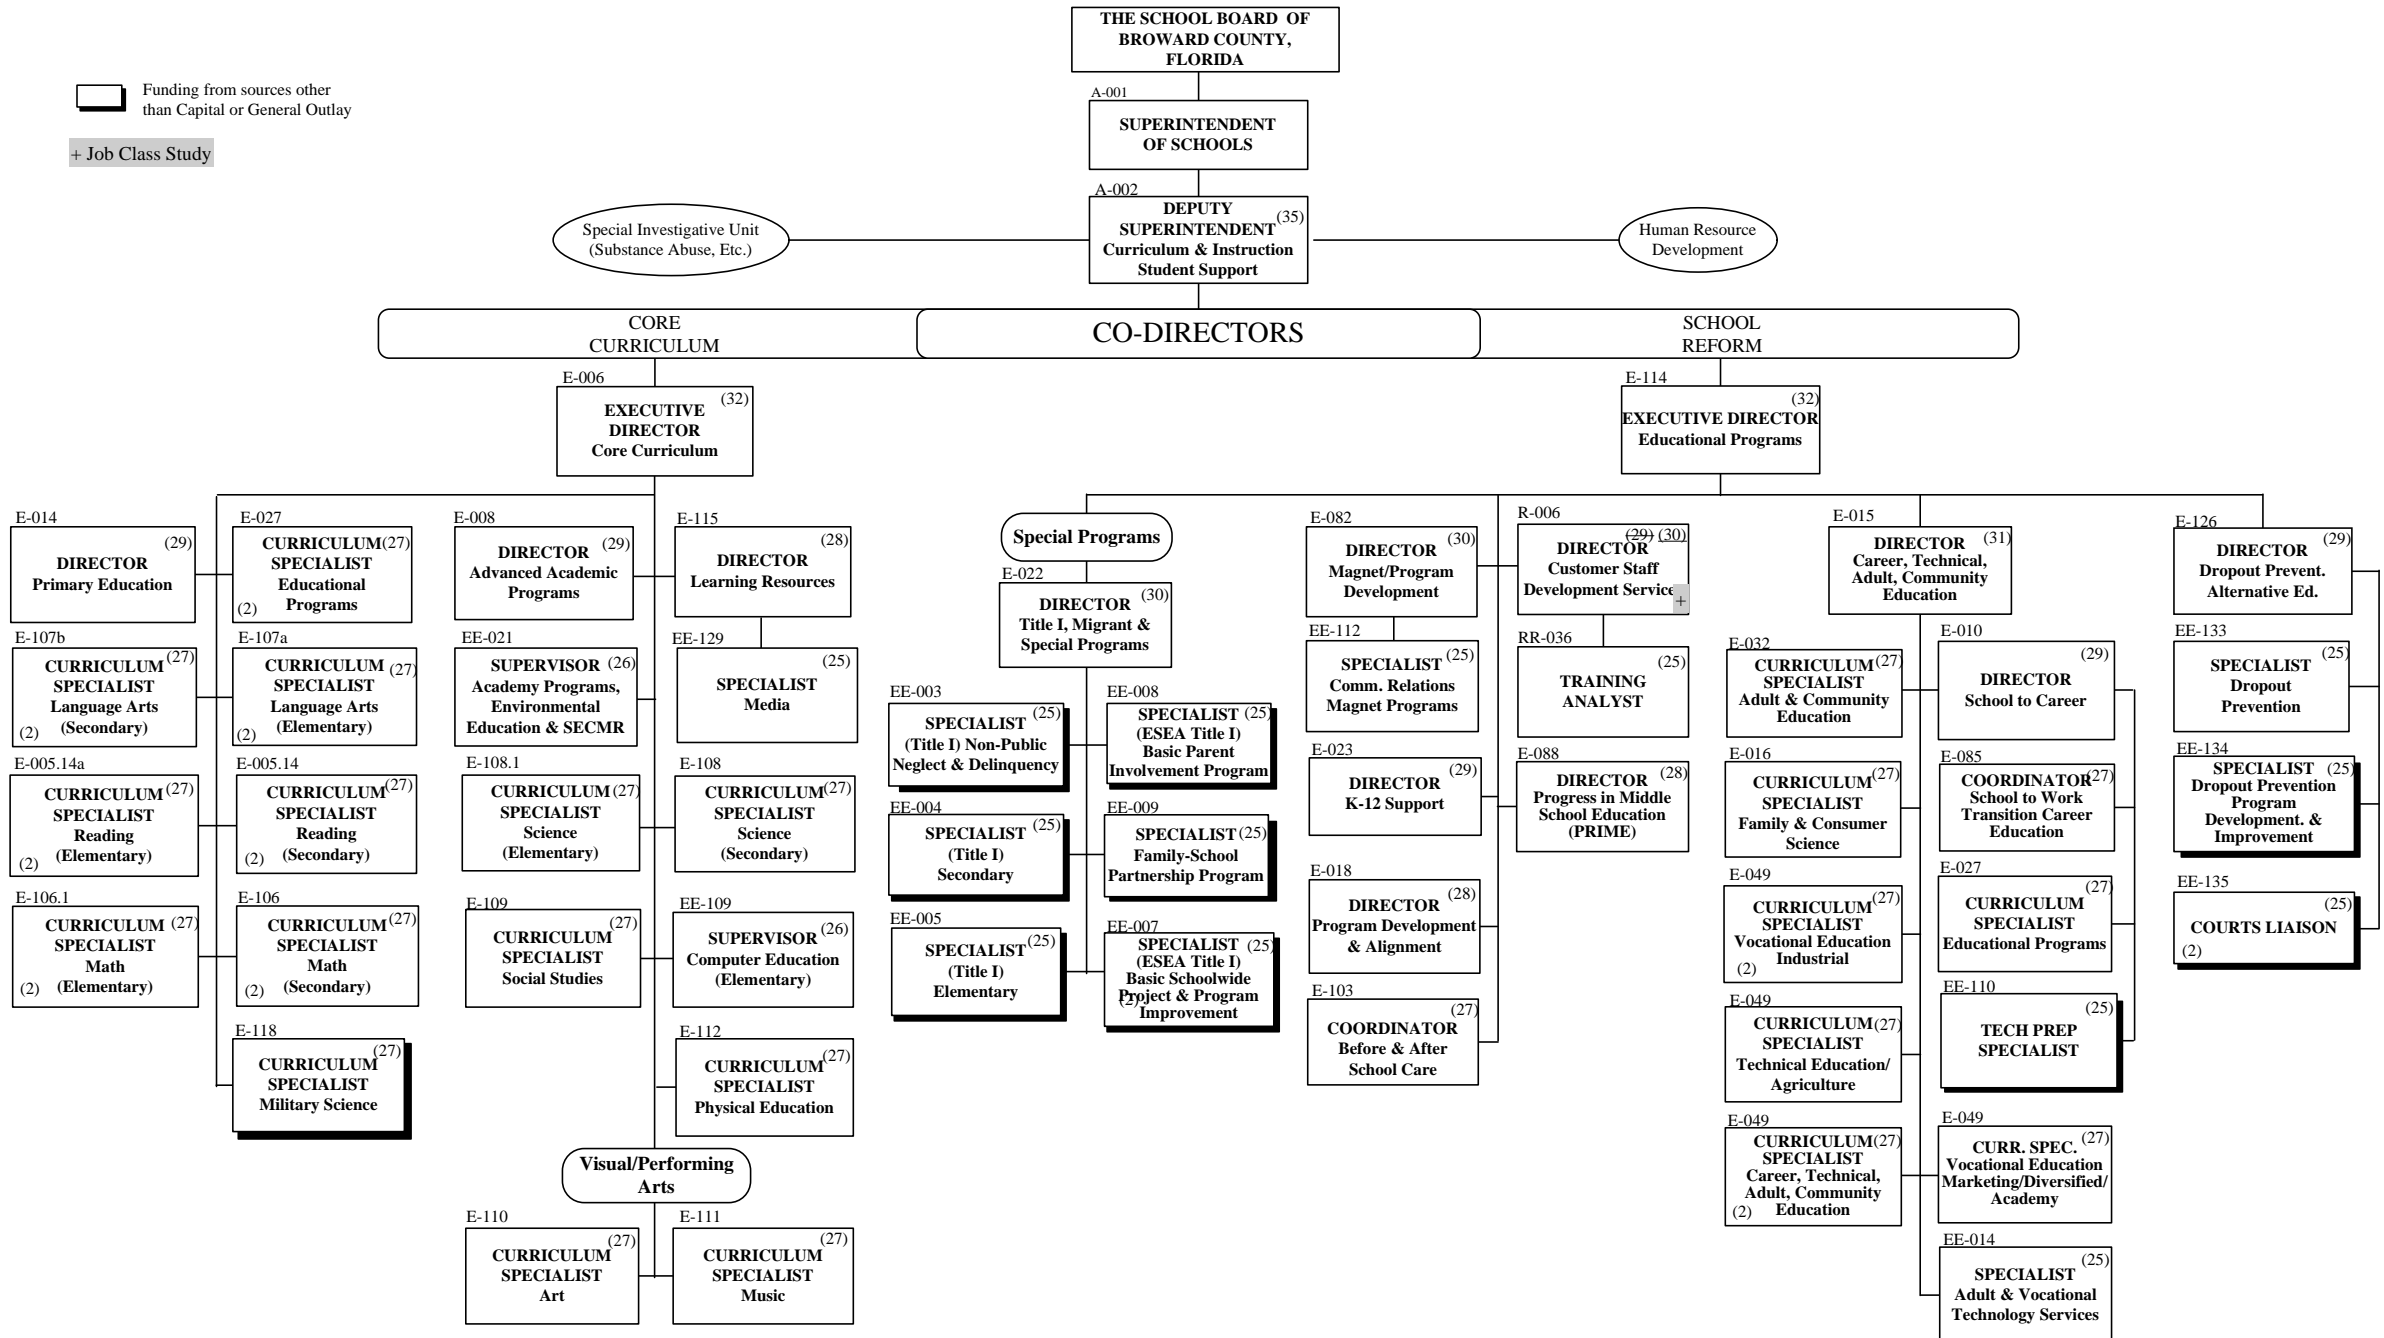 THE SCHOOL BOARD OF
BROWARD COUNTY,
FLORIDA
Funding from sources other
than Capital or General Outlay
+ Job Class Study
A-001
SUPERINTENDENT
OF SCHOOLS
A-002
DEPUTY
SUPERINTENDENT (35)
Curriculum & Instruction
Student Support
Special Investigative Unit
(Substance Abuse, Etc.)
Human Resource
Development
CORE
CURRICULUM
CO-DIRECTORS
SCHOOL
REFORM
E-006
(32)
EXECUTIVE
DIRECTOR
Core Curriculum
E-114
(32)
EXECUTIVE DIRECTOR
Educational Programs
E-014
(29)
DIRECTOR
Primary Education
E-027
CURRICULUM (27)
SPECIALIST
Educational
Programs
(2)
E-107b
CURRICULUM (27)
SPECIALIST
Language Arts
(Secondary)
(2)
E-107a
CURRICULUM (27)
SPECIALIST
Language Arts
(Elementary)
(2)
E-005.14a
CURRICULUM (27)
SPECIALIST
Reading
(Elementary)
(2)
E-005.14
CURRICULUM (27)
SPECIALIST
Reading
(Secondary)
(2)
E-106.1
CURRICULUM (27)
SPECIALIST
Math
(Elementary)
(2)
E-106
CURRICULUM (27)
SPECIALIST
Math
(Secondary)
(2)
E-118
CURRICULUM (27)
SPECIALIST
Military Science
E-008
DIRECTOR (29)
Advanced Academic
Programs
E-115
(28)
DIRECTOR
Learning Resources
EE-021
SUPERVISOR (26)
Academy Programs,
Environmental
Education & SECMR
EE-129
(25)
SPECIALIST
Media
E-108.1
CURRICULUM (27)
SPECIALIST
Science
(Elementary)
E-108
CURRICULUM (27)
SPECIALIST
Science
(Secondary)
E-109
CURRICULUM (27)
SPECIALIST
Social Studies
EE-109
SUPERVISOR (26)
Computer Education
(Elementary)
E-112
CURRICULUM (27)
SPECIALIST
Physical Education
Visual/Performing
Arts
E-110
CURRICULUM (27)
SPECIALIST
Art
E-111
CURRICULUM (27)
SPECIALIST
Music
Special Programs
E-022
DIRECTOR (30)
Title I, Migrant &
Special Programs
EE-003
SPECIALIST (25)
(Title I) Non-Public
Neglect & Delinquency
EE-008
SPECIALIST (25)
(ESEA Title I)
Basic Parent
Involvement Program
EE-004
SPECIALIST (25)
(Title I)
Secondary
EE-009
SPECIALIST (25)
Family-School
Partnership Program
EE-005
SPECIALIST (25)
(Title I)
Elementary
EE-007
SPECIALIST (25)
(ESEA Title I)
Basic Schoolwide
Project & Program
(2)
Improvement
E-082
DIRECTOR (30)
Magnet/Program
Development
R-006
(29) (30)
DIRECTOR
Customer Staff
Development Service
+
EE-112
SPECIALIST (25)
Comm. Relations
Magnet Programs
RR-036
(25)
TRAINING
ANALYST
E-023
DIRECTOR (29)
K-12 Support
E-088
DIRECTOR (28)
Progress in Middle
School Education
(PRIME)
E-018
DIRECTOR (28)
Program Development
& Alignment
E-103
(27)
COORDINATOR
Before & After
School Care
E-015
DIRECTOR (31)
Career, Technical,
Adult, Community
Education
E-032
CURRICULUM (27)
SPECIALIST
Adult & Community
Education
E-010
(29)
DIRECTOR
School to Career
E-016
CURRICULUM (27)
SPECIALIST
Family & Consumer
Science
E-085
COORDINATOR (27)
School to Work
Transition Career
Education
E-049
CURRICULUM (27)
SPECIALIST
Vocational Education
Industrial
(2)
E-027
(27)
CURRICULUM
SPECIALIST
Educational Programs
E-049
CURRICULUM (27)
SPECIALIST
Technical Education/
Agriculture
EE-110
(25)
TECH PREP
SPECIALIST
E-049
CURRICULUM (27)
SPECIALIST
Career, Technical,
Adult, Community
(2) Education
E-049
CURR. SPEC. (27)
Vocational Education
Marketing/Diversified/
Academy
EE-014
(25)
SPECIALIST
Adult & Vocational
Technology Services
E-126
DIRECTOR (29)
Dropout Prevent.
Alternative Ed.
EE-133
SPECIALIST (25)
Dropout
Prevention
EE-134
SPECIALIST (25)
Dropout Prevention
Program
Development. &
Improvement
EE-135
(25)
COURTS LIAISON
(2)